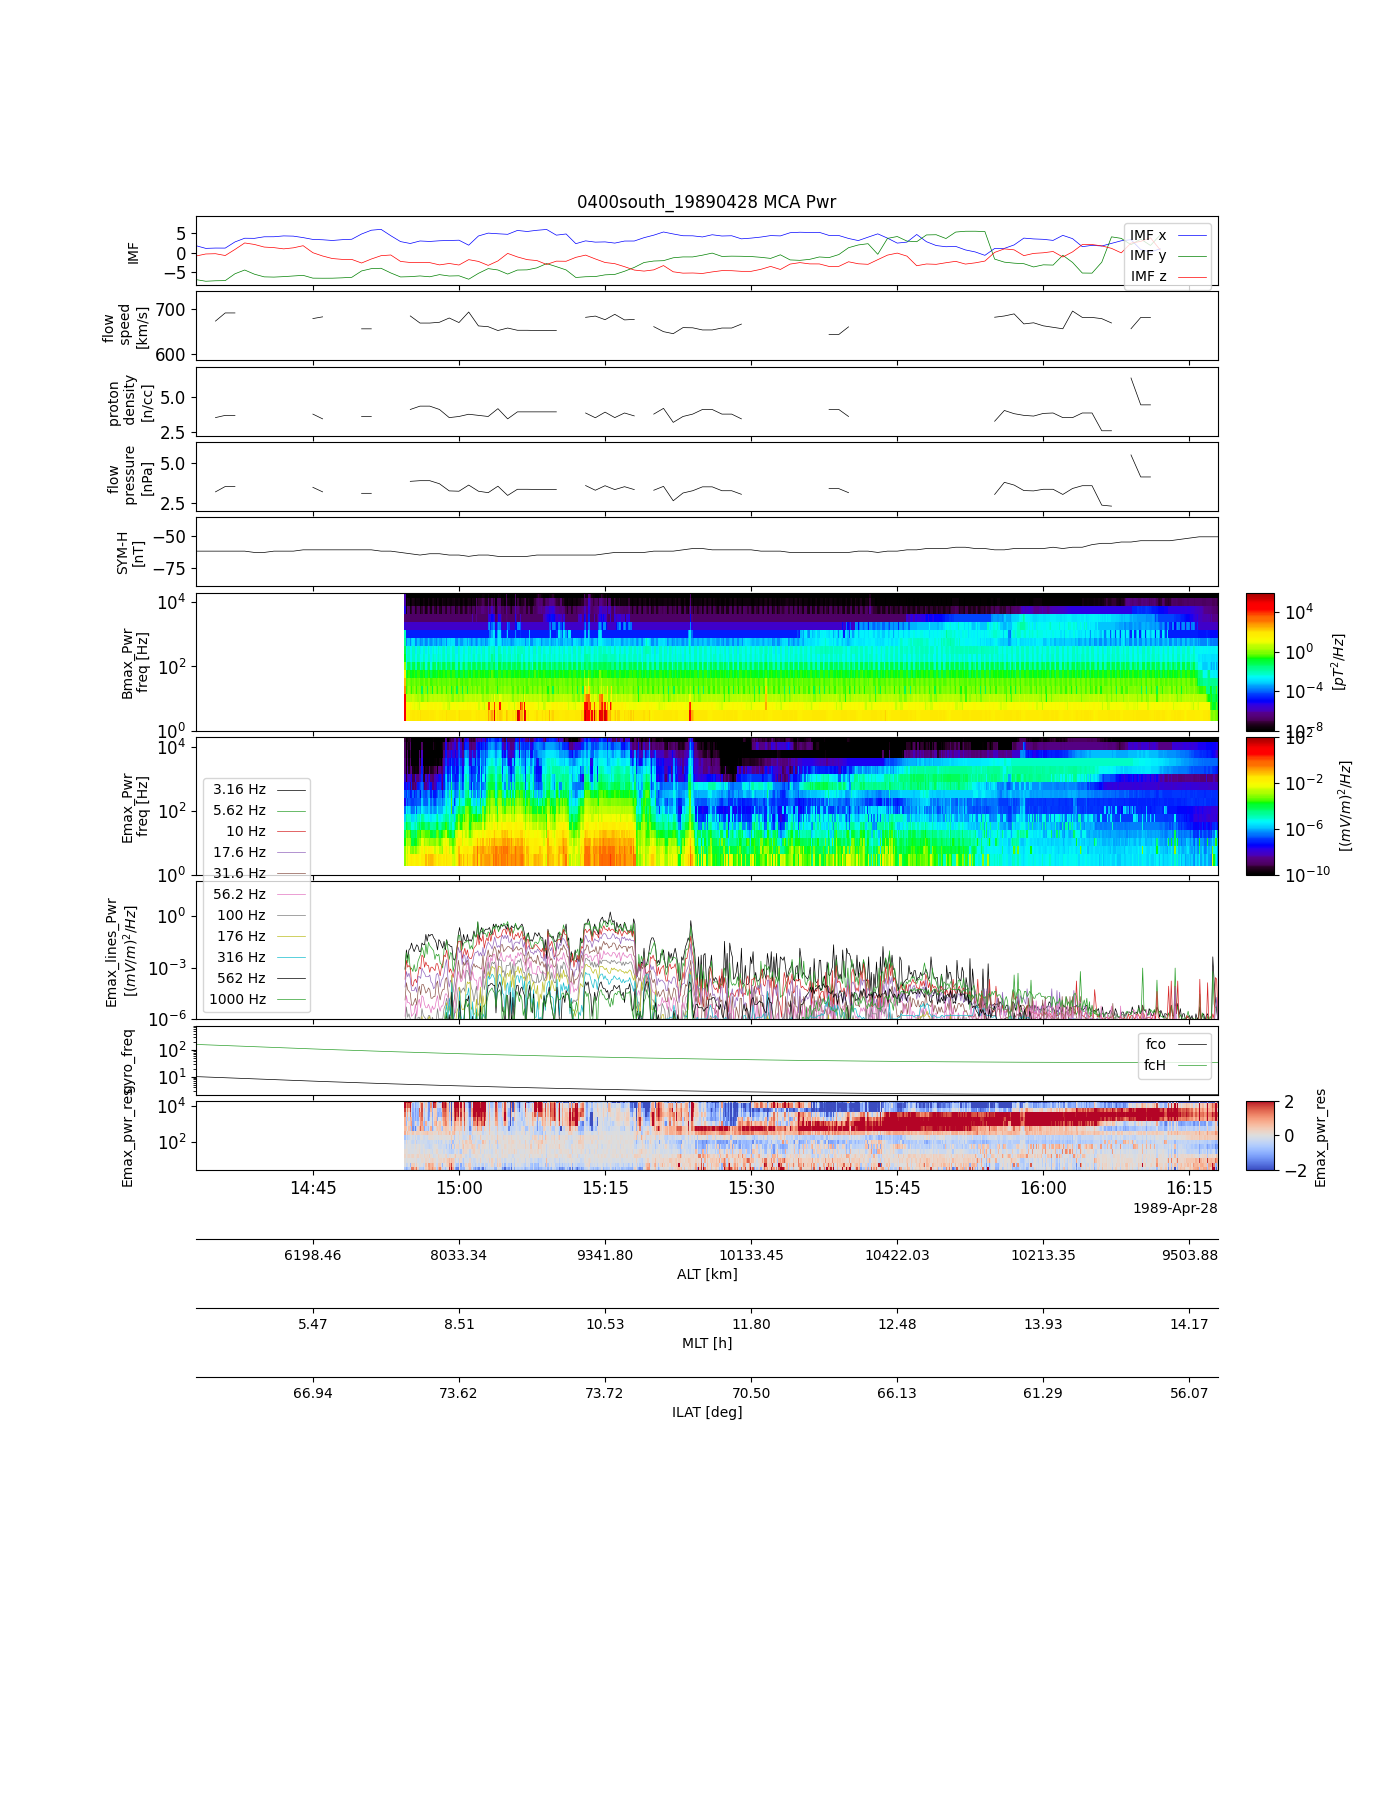 0400south_19890428 MCA Pwr
IMF
5
0
−5
IMF x
IMF y
IMF z
flow
speed
[km/s]
700
600
proton
density
[n/cc]
5.0
2.5
flow
pressure
[nPa]
5.0
2.5
SYM-H
[nT]
−50
−75
Bmax_Pwr
freq [Hz]
10^4
10^2
10^0
10^4
10^0
10^−4
10^−8
[pT^2/Hz]
Emax_Pwr
freq [Hz]
10^4
10^2
10^0
10^2
10^−2
10^−6
10^−10
[(mV/m)^2/Hz]
3.16 Hz
5.62 Hz
10 Hz
17.6 Hz
31.6 Hz
56.2 Hz
100 Hz
176 Hz
316 Hz
562 Hz
1000 Hz
Emax_lines_Pwr
[(mV/m)^2/Hz]
10^0
10^−3
10^−6
gyro_freq
10^2
10^1
fco
fcH
Emax_pwr_res
10^4
10^2
2
0
−2
Emax_pwr_res
14:45 15:00 15:15 15:30 15:45 16:00 16:15
1989-Apr-28
6198.46 8033.34 9341.80 10133.45 10422.03 10213.35 9503.88
ALT [km]
5.47 8.51 10.53 11.80 12.48 13.93 14.17
MLT [h]
66.94 73.62 73.72 70.50 66.13 61.29 56.07
ILAT [deg]